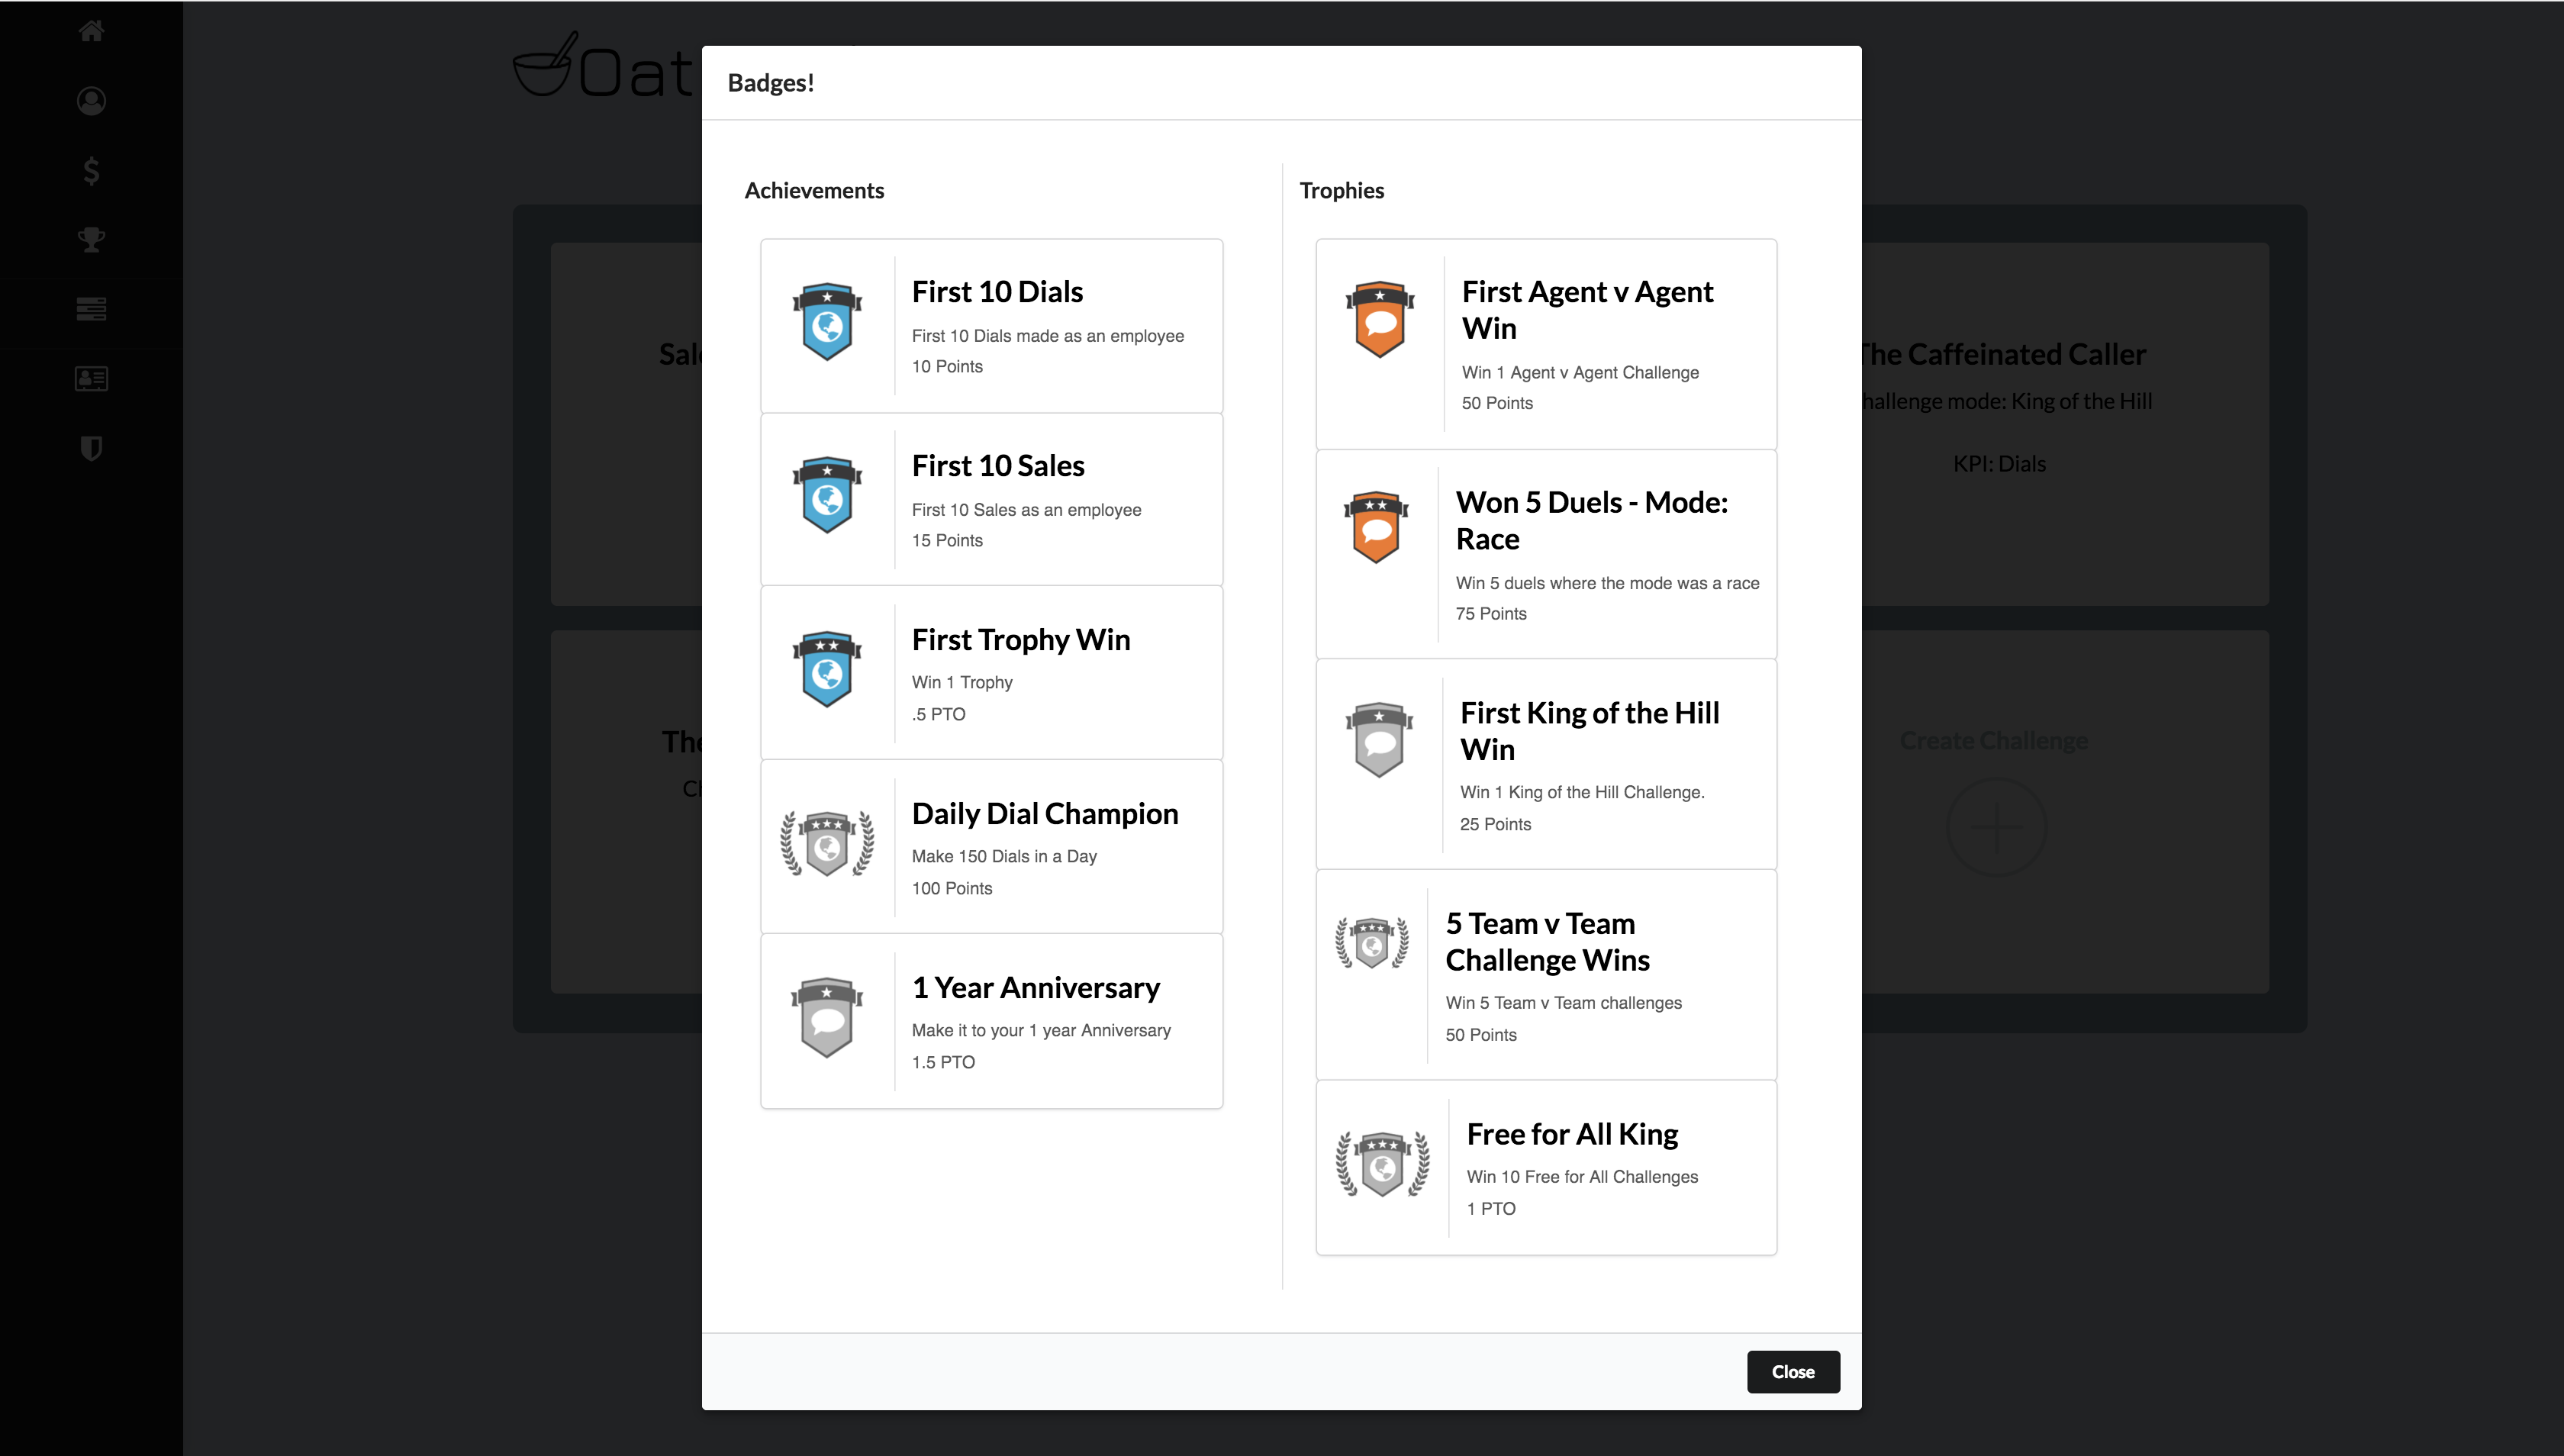 Oat
Badges!
Achievements
First 10 Dials
First 10 Dials made as an employee
10 Points
First 10 Sales
First 10 Sales as an employee
15 Points
First Trophy Win
Win 1 Trophy
.5 PTO
Daily Dial Champion
Make 150 Dials in a Day
100 Points
1 Year Anniversary
Make it to your 1 year Anniversary
1.5 PTO
Trophies
First Agent v Agent
Win
Win 1 Agent v Agent Challenge
50 Points
Won 5 Duels - Mode:
Race
Win 5 duels where the mode was a race
75 Points
First King of the Hill
Win
Win 1 King of the Hill Challenge.
25 Points
5 Team v Team
Challenge Wins
Win 5 Team v Team challenges
50 Points
Free for All King
Win 10 Free for All Challenges
1 PTO
Close
The Caffeinated Caller
hallenge mode: King of the Hill
KPI: Dials
Create Challenge